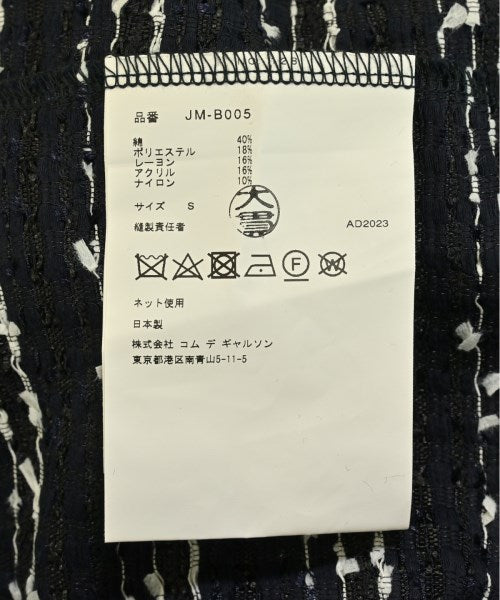 品番 JM-B005
綿 40%
ポリエステル 18%
レーヨン 16%
アクリル 16%
ナイロン 10%
サイズ S
縫製責任者
AD2023
F
W
ネット使用
日本製
株式会社 コム デ ギャルソン
東京都港区南青山5-11-5